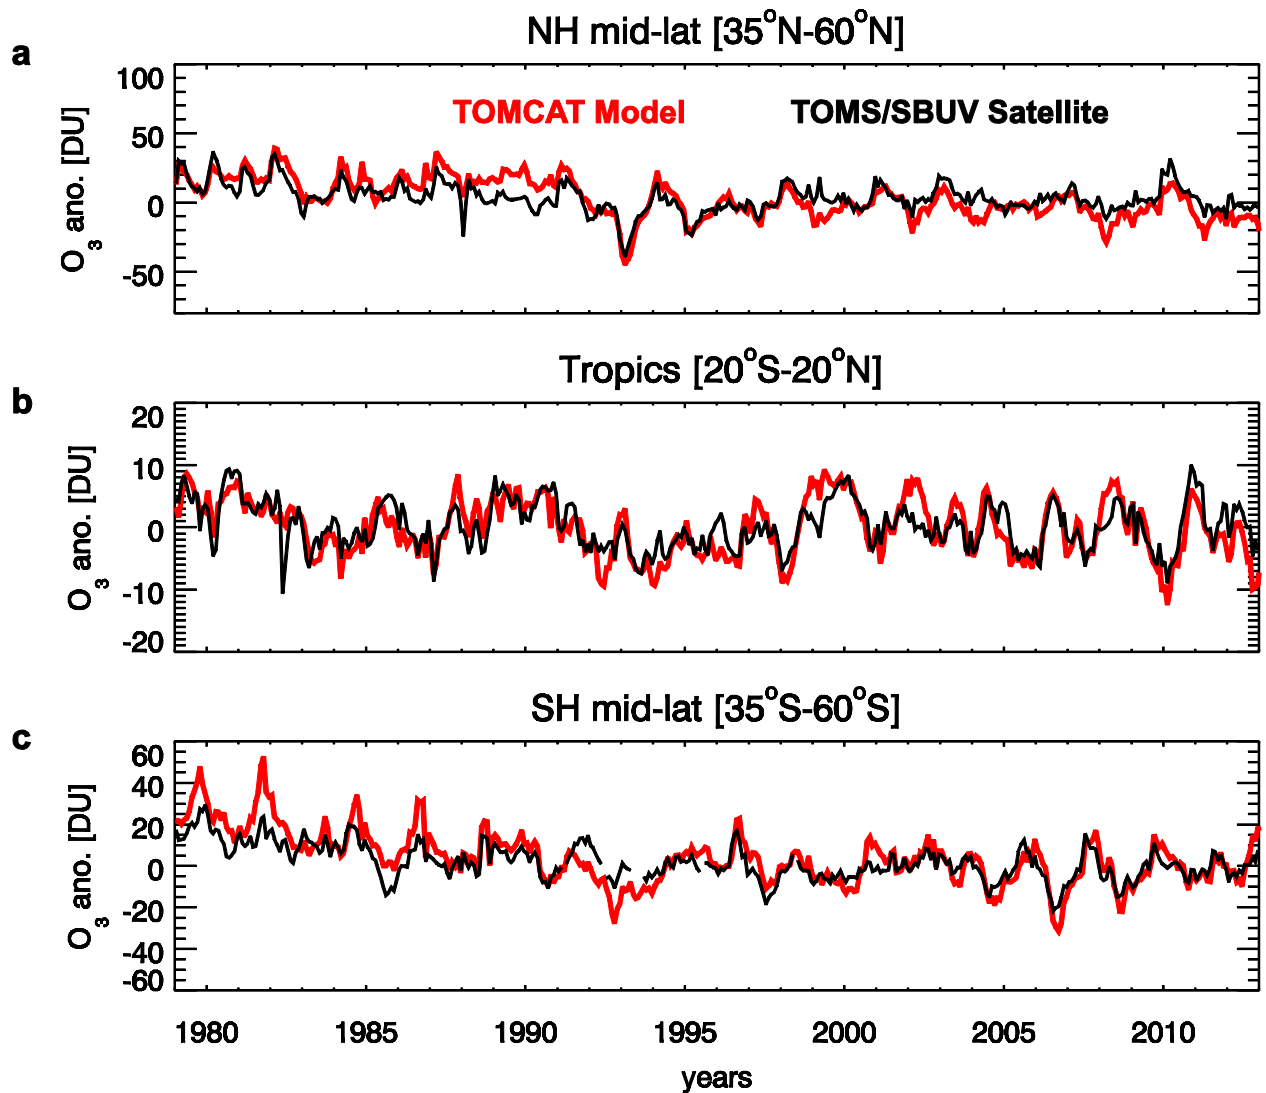 NH mid-lat [35°N-60°N]
a
100
50
0
-50
O₃ ano. [DU]
TOMCAT Model
TOMS/SBUV Satellite
Tropics [20°S-20°N]
b
20
10
0
-10
-20
O₃ ano. [DU]
SH mid-lat [35°S-60°S]
c
60
40
20
0
-20
-40
-60
O₃ ano. [DU]
1980 1985 1990 1995 2000 2005 2010
years